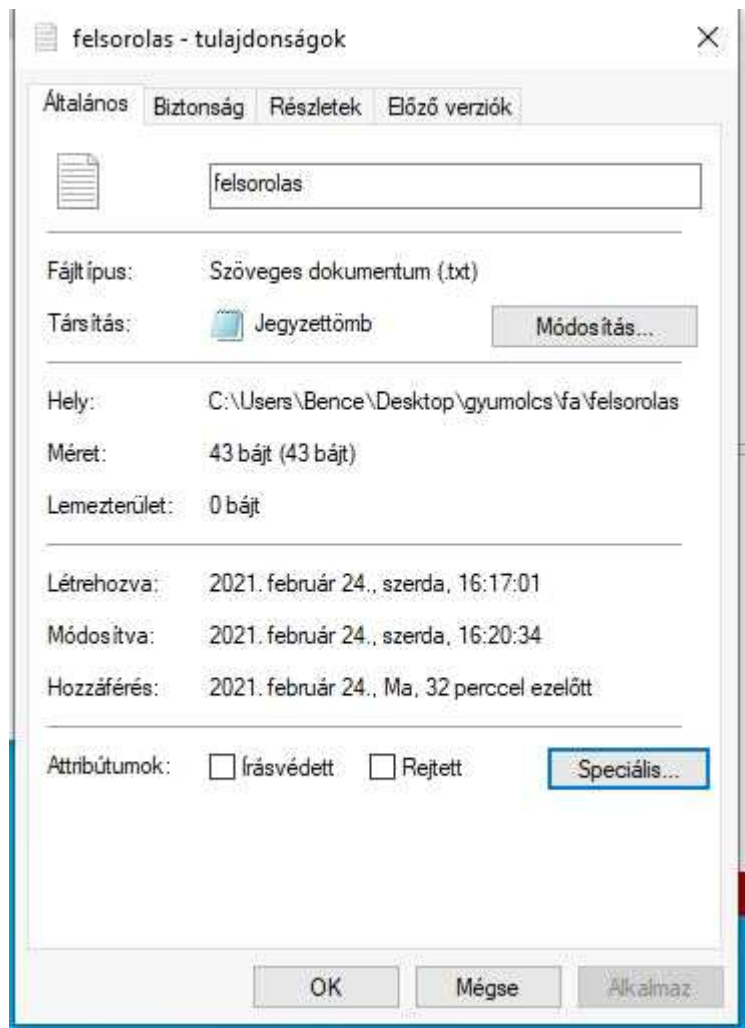 felsorolas - tulajdonságok
Általános Biztonság Részletek Előző verziók
felsorolas
Fájltípus: Szöveges dokumentum (.txt)
Társítás: Jegyzettömb Módosítás...
Hely: C:\Users\Bence\Desktop\gyumolcs\fa\felsorolas
Méret: 43 bájt (43 bájt)
Lemezterület: 0 bájt
Létrehozva: 2021. február 24., szerda, 16:17:01
Módosítva: 2021. február 24., szerda, 16:20:34
Hozzáférés: 2021. február 24., Ma, 32 perccel ezelőtt
Attribútumok: Írásvédett Rejtett Speciális...
OK Mégse Alkalmaz